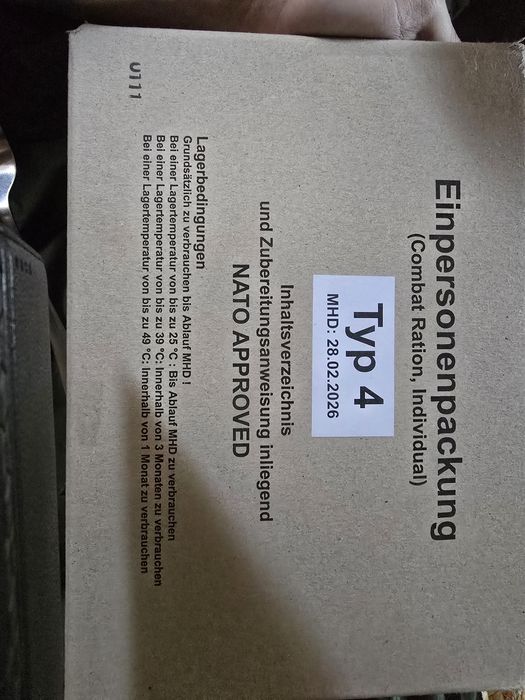 Einpersonenpackung
(Combat Ration, Individual)
Typ 4
MHD: 28.02.2026
Inhaltsverzeichnis
und Zubereitungsanweisung inliegend
NATO APPROVED
Lagerbedingungen
Grundsätzlich zu verbrauchen bis Ablauf MHD !
Bei einer Lagertemperatur von bis zu 25 °C : Bis Ablauf MHD zu verbrauchen
Bei einer Lagertemperatur von bis zu 39 °C: Innerhalb von 3 Monaten zu verbrauchen
Bei einer Lagertemperatur von bis zu 49 °C: Innerhalb von 1 Monat zu verbrauchen
0111